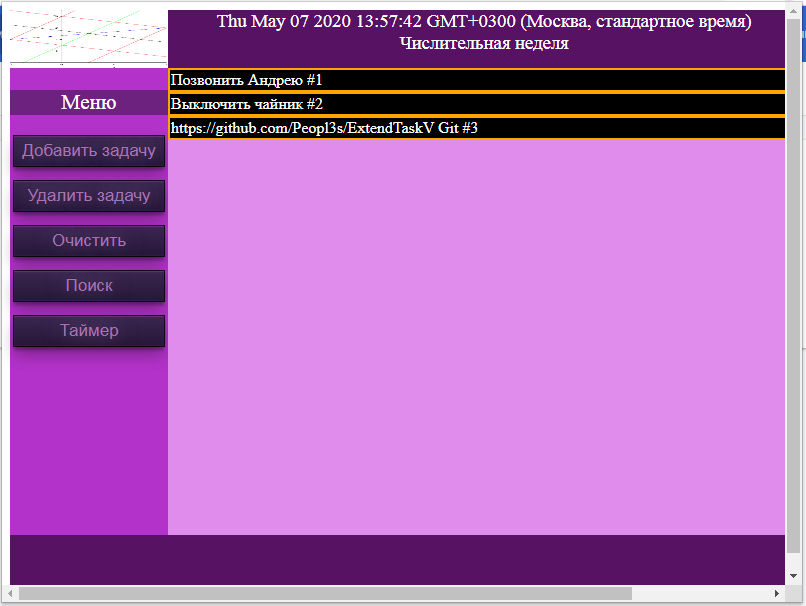 Thu May 07 2020 13:57:42 GMT+0300 (Москва, стандартное время)
Числительная неделя
Меню
Добавить задачу
Удалить задачу
Очистить
Поиск
Таймер
Позвонить Андрею #1
Выключить чайник #2
https://github.com/Peopl3s/ExtendTaskV Git #3